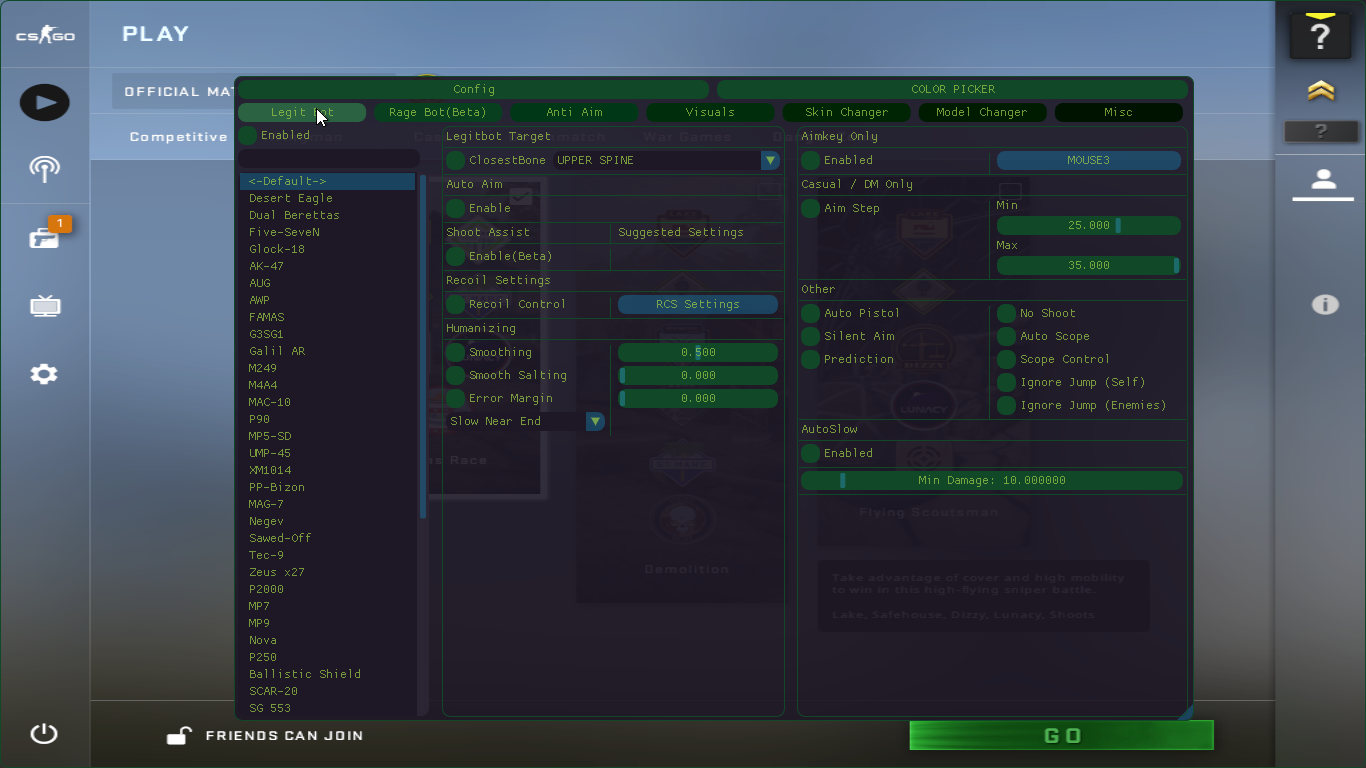 CS GO
PLAY
?
OFFICIAL MAT
Config
COLOR PICKER
Legit Bot
Rage Bot(Beta)
Anti Aim
Visuals
Skin Changer
Model Changer
Misc
Competitive
War Games
?
Enabled
Legitbot Target
Aimkey Only
ClosestBone
UPPER SPINE
Enabled
MOUSE3
<-Default->
Auto Aim
Casual / DM Only
Desert Eagle
Enable
Aim Step
Min
Dual Berettas
25.000
1
Five-SeveN
Shoot Assist
Suggested Settings
Max
Glock-18
Enable(Beta)
35.000
AK-47
AUG
Recoil Settings
Other
AWP
Recoil Control
RCS Settings
FAMAS
Auto Pistol
No Shoot
G3SG1
Humanizing
Silent Aim
Auto Scope
Galil AR
Smoothing
0.500
Prediction
Scope Control
M249
Smooth Salting
0.000
Ignore Jump (Self)
M4A4
MAC-10
Error Margin
0.000
Ignore Jump (Enemies)
LUNACY
P90
Slow Near End
AutoSlow
MP5-SD
UMP-45
Enabled
s Race
XM1014
PP-Bizon
Min Damage: 10.000000
MAG-7
Flying Scoutsman
Negev
Sawed-Off
Tec-9
Zeus x27
Demolition
Take advantage of cover and high mobility
to win in this high-flying sniper battle.
P2000
MP7
Lake, Safehouse, Dizzy, Lunacy, Shoots
MP9
Nova
P250
Ballistic Shield
SCAR-20
SG 553
FRIENDS CAN JOIN
GO